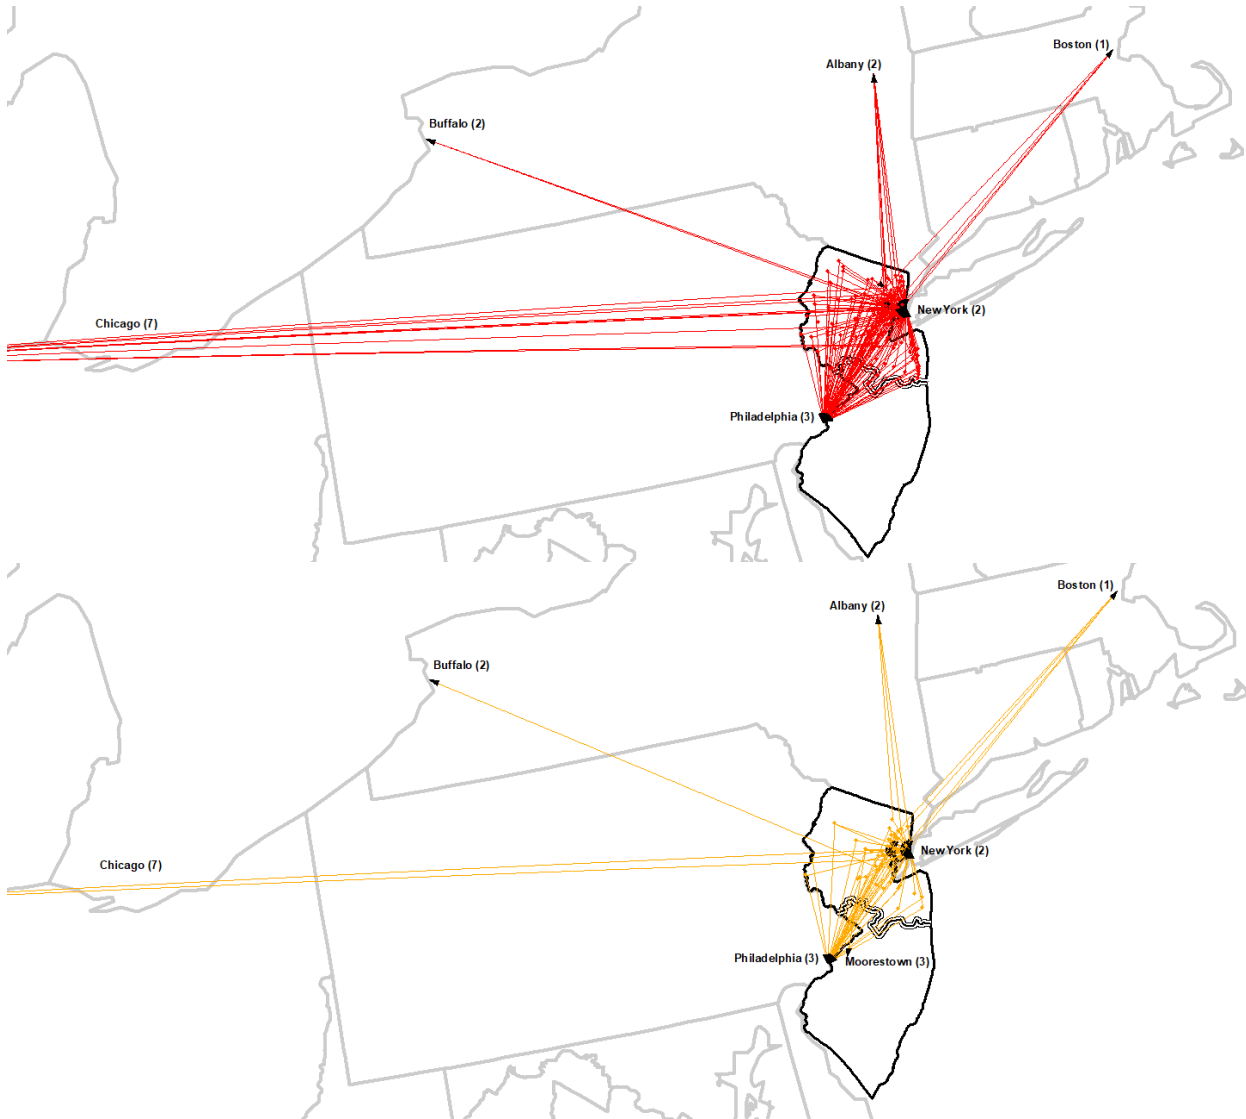 Boston (1)
Albany (2)
Buffalo (2)
New York (2)
Chicago (7)
Philadelphia (3)
Boston (1)
Albany (2)
Buffalo (2)
New York (2)
Chicago (7)
Philadelphia (3)
Moorestown (3)